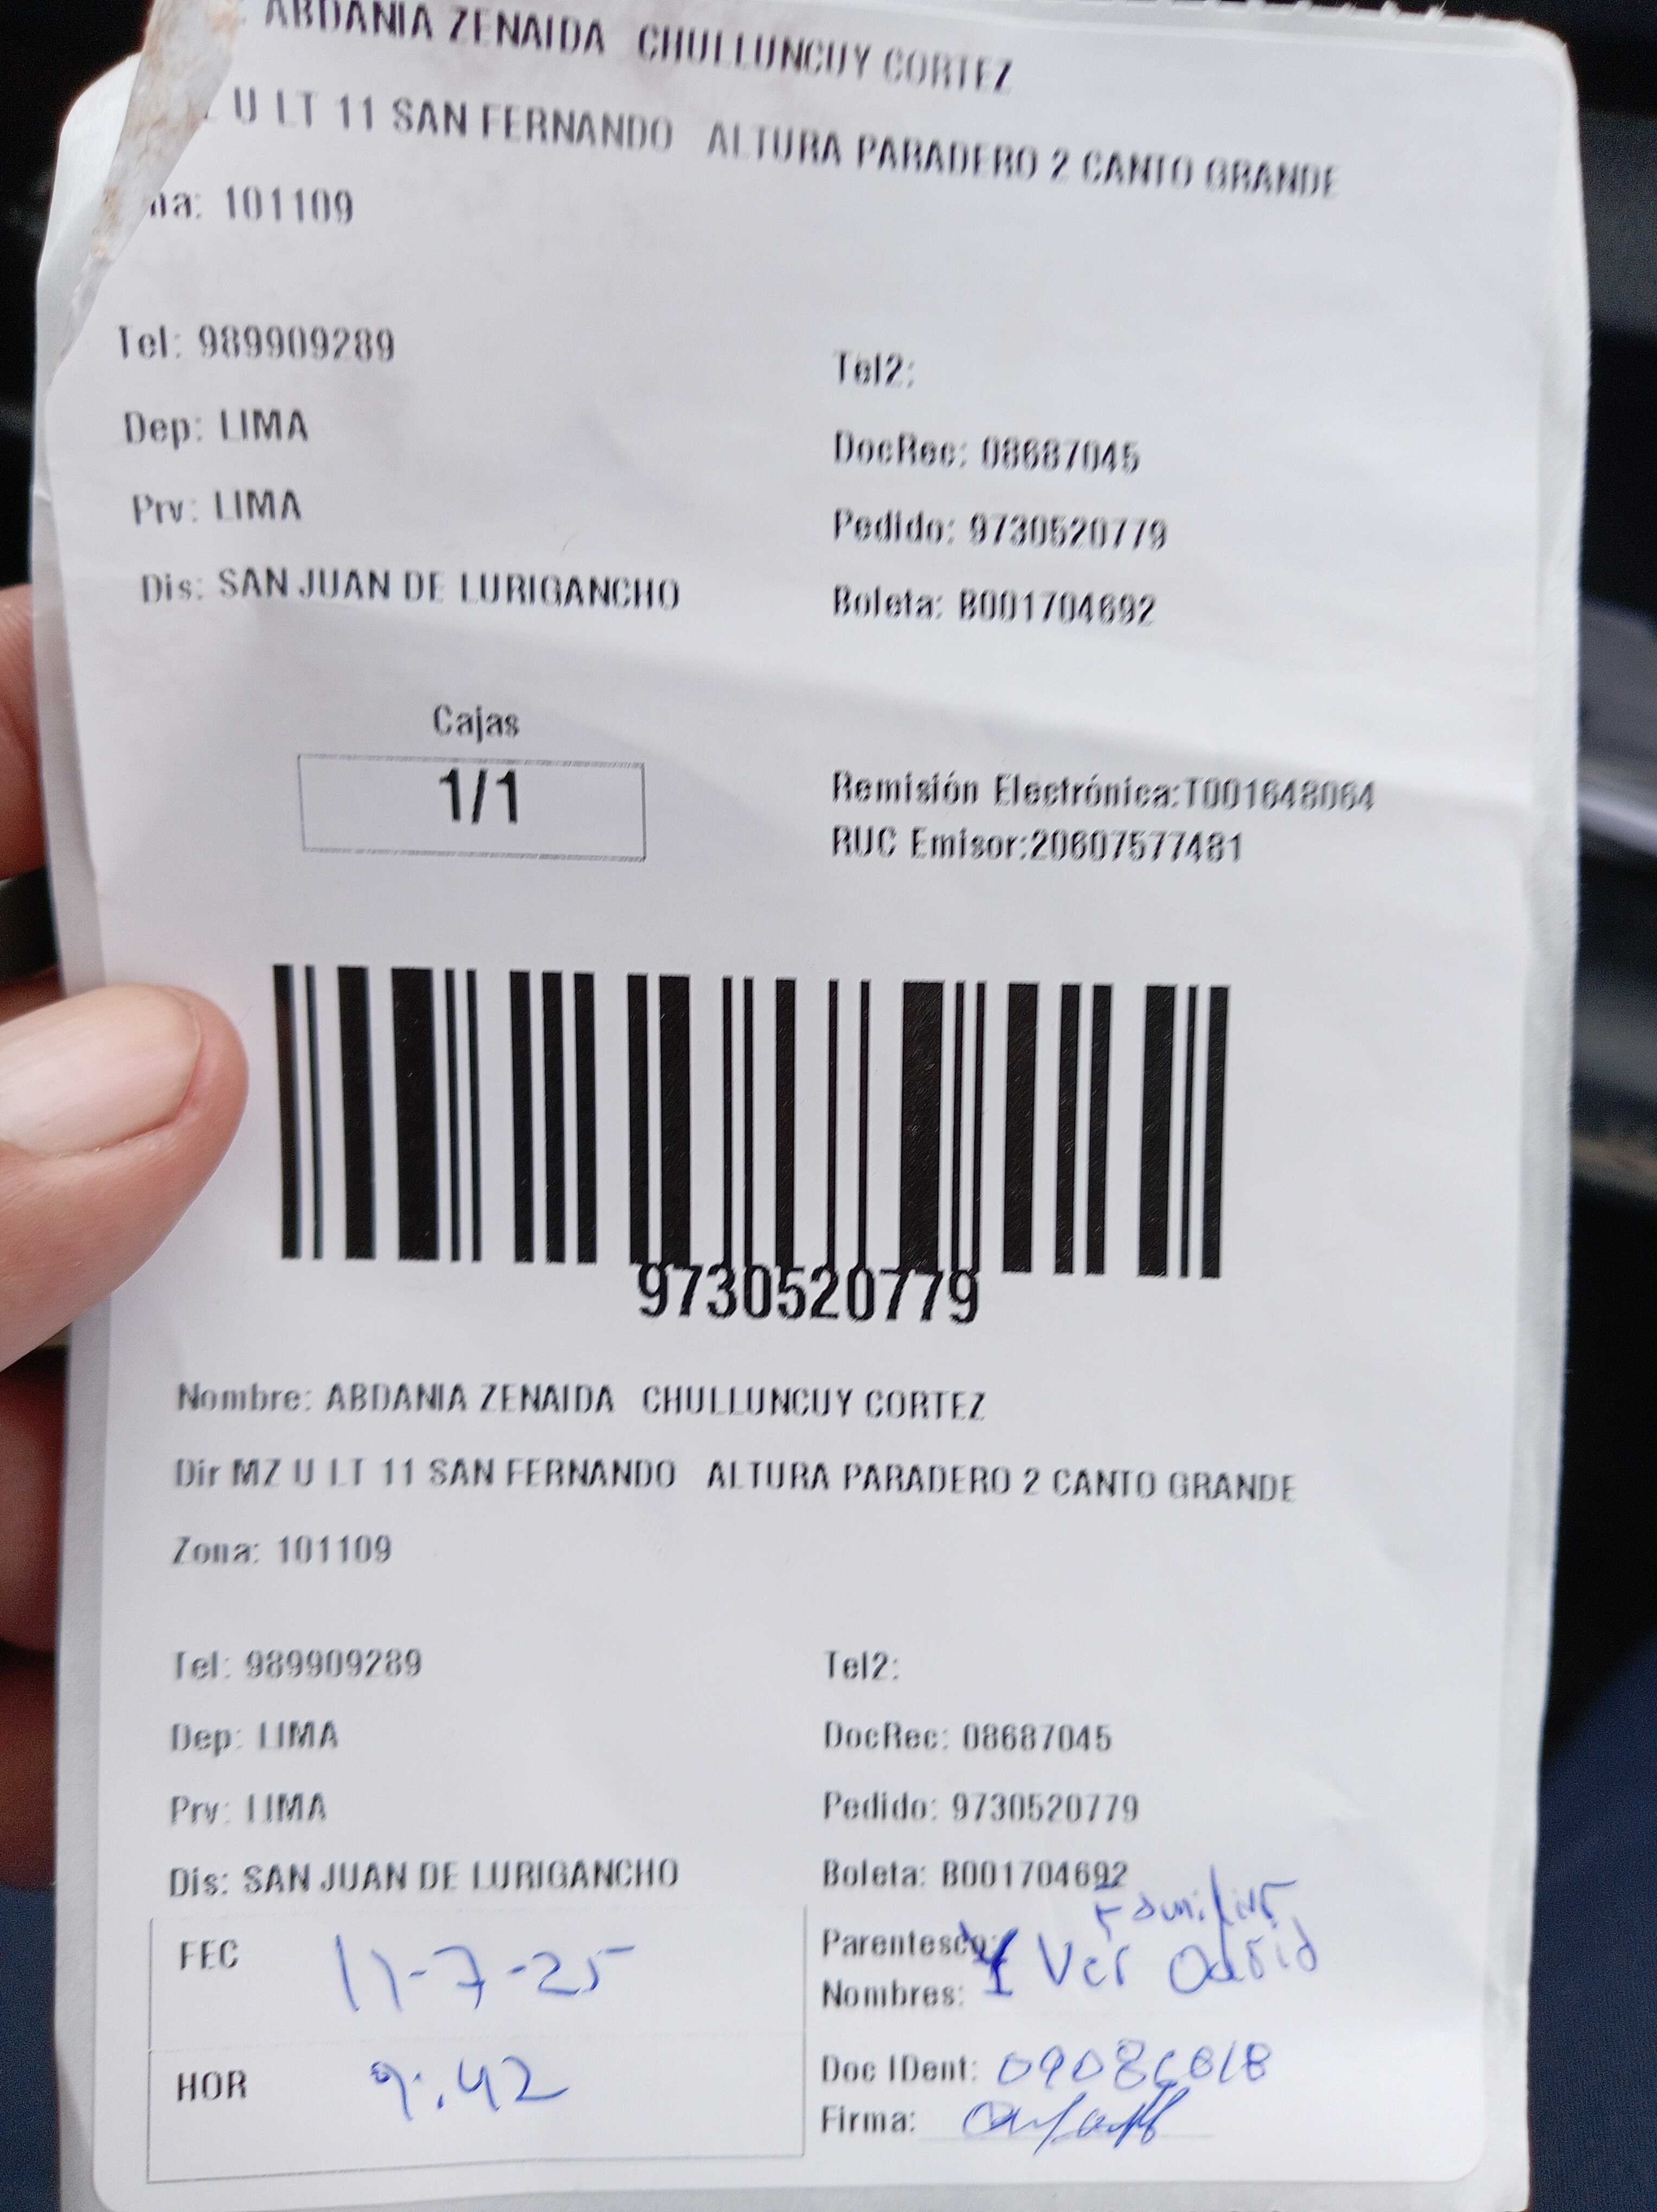 ABDANIA ZENAIDA CHULLUNCUY CORTEZ
U LT 11 SAN FERNANDO ALTURA PARADERO 2 CANTO GRANDE
na: 101109
Tel: 989909289
Tel2:
Dep: LIMA
DocRec: 08687045
Prv: LIMA
Pedido: 9730520779
Dis: SAN JUAN DE LURIGANCHO
Boleta: B001704692
Cajas
1/1
Remisión Electrónica:T001648064
RUC Emisor:20607577481
9730520779
Nombre: ABDANIA ZENAIDA CHULLUNCUY CORTEZ
Dir MZ U LT 11 SAN FERNANDO ALTURA PARADERO 2 CANTO GRANDE
Zona: 101109
Tel: 989909289
Tel2:
Dep: LIMA
DocRec: 08687045
Prv: LIMA
Pedido: 9730520779
Dis: SAN JUAN DE LURIGANCHO
Boleta: B001704692
FEC 11-7-25
Parentesco: Familiar
Nombres:
HOR 9:42
Doc IDent:
Firma: